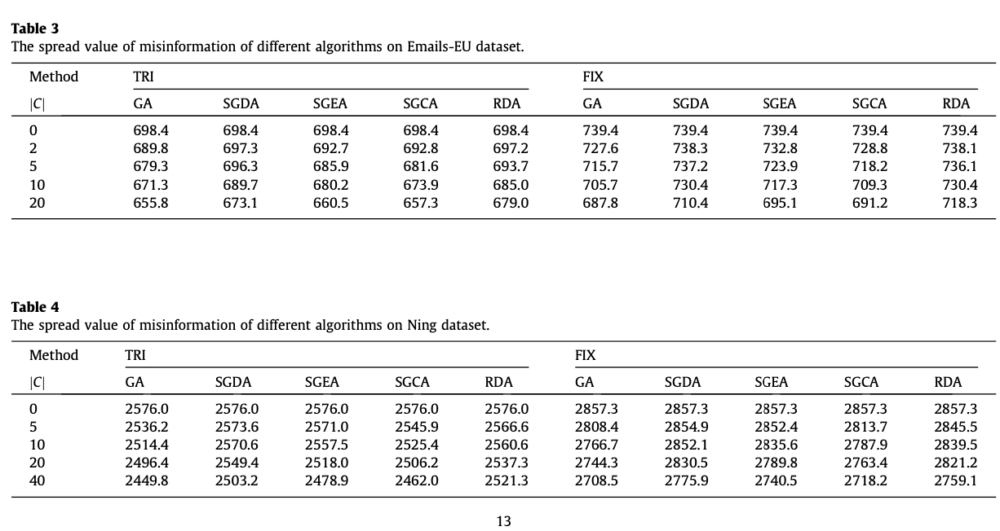 Table 3
The spread value of misinformation of different algorithms on Emails-EU dataset.
Method TRI FIX
|C| GA SGDA SGEA SGCA RDA GA SGDA SGEA SGCA RDA
0 698.4 698.4 698.4 698.4 698.4 739.4 739.4 739.4 739.4 739.4
2 689.8 697.3 692.7 692.8 697.2 727.6 738.3 732.8 728.8 738.1
5 679.3 696.3 685.9 681.6 693.7 715.7 737.2 723.9 718.2 736.1
10 671.3 689.7 680.2 673.9 685.0 705.7 730.4 717.3 709.3 730.4
20 655.8 673.1 660.5 657.3 679.0 687.8 710.4 695.1 691.2 718.3
Table 4
The spread value of misinformation of different algorithms on Ning dataset.
Method TRI FIX
|C| GA SGDA SGEA SGCA RDA GA SGDA SGEA SGCA RDA
0 2576.0 2576.0 2576.0 2576.0 2576.0 2857.3 2857.3 2857.3 2857.3 2857.3
5 2536.2 2573.6 2571.0 2545.9 2566.6 2808.4 2854.9 2852.4 2813.7 2845.5
10 2514.4 2570.6 2557.5 2525.4 2560.6 2766.7 2852.1 2835.6 2787.9 2839.5
20 2496.4 2549.4 2518.0 2506.2 2537.3 2744.3 2830.5 2789.8 2763.4 2821.2
40 2449.8 2503.2 2478.9 2462.0 2521.3 2708.5 2775.9 2740.5 2718.2 2759.1
13